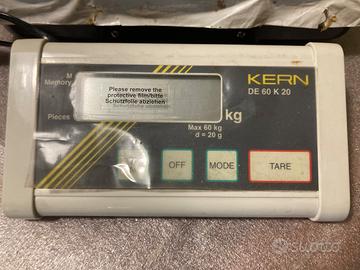 KERN
DE 60 K 20
M
Memory
Please remove the
protective film/bitte
Schutzfolie abziehen
Pieces
kg
Max 60 kg
d = 20 g
OFF
MODE
TARE
subito